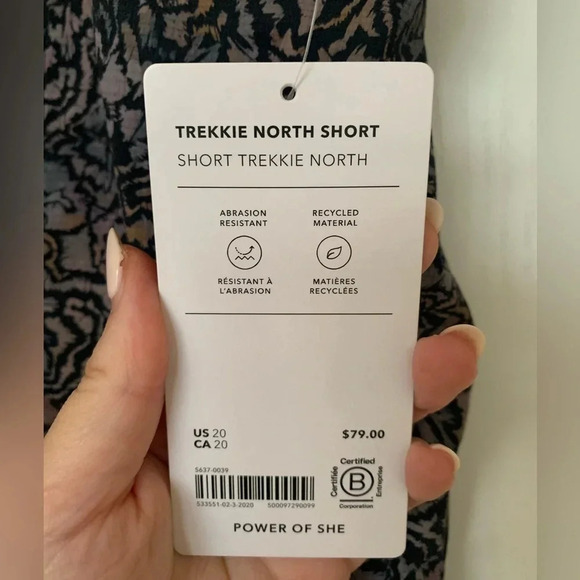 TREKKIE NORTH SHORT
SHORT TREKKIE NORTH
ABRASION
RESISTANT
RÉSISTANT À
L'ABRASION
RECYCLED
MATERIAL
MATIÈRES
RECYCLÉES
US 20
CA 20
$79.00
5637-0039
533551-02-3-2020 500097290099
Certified
Certifiée
B
Entreprise
Corporation
POWER OF SHE